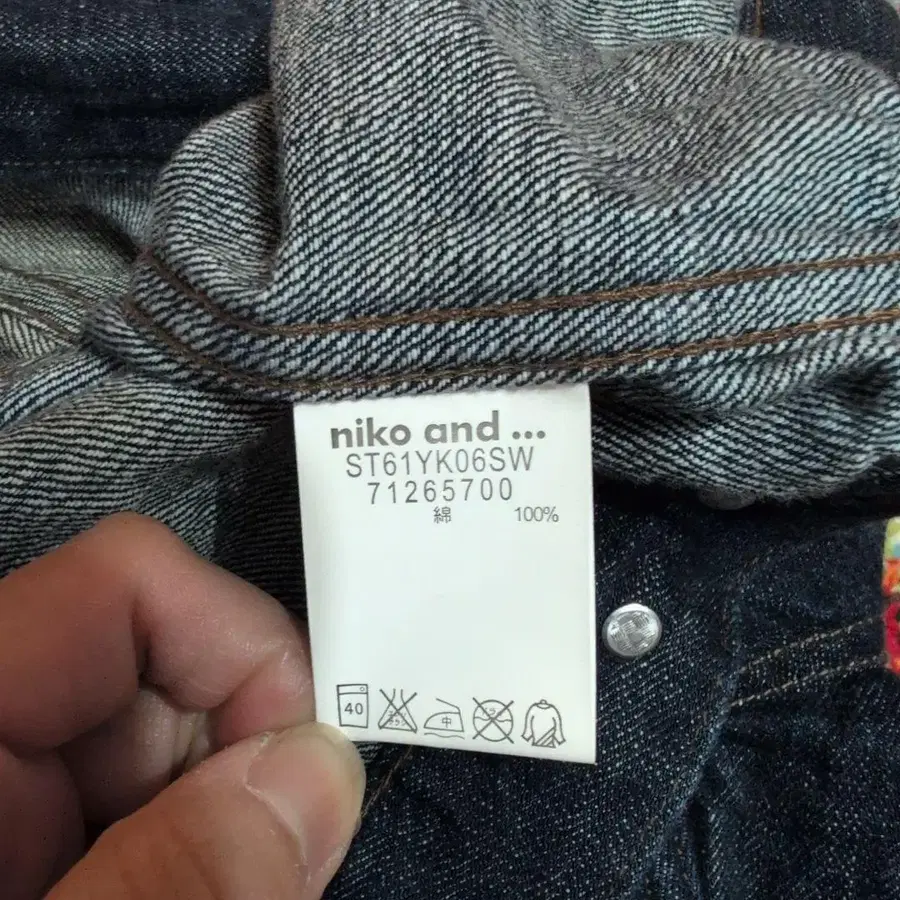 niko and ...
ST61YK06SW
71265700
綿 100%
40 中